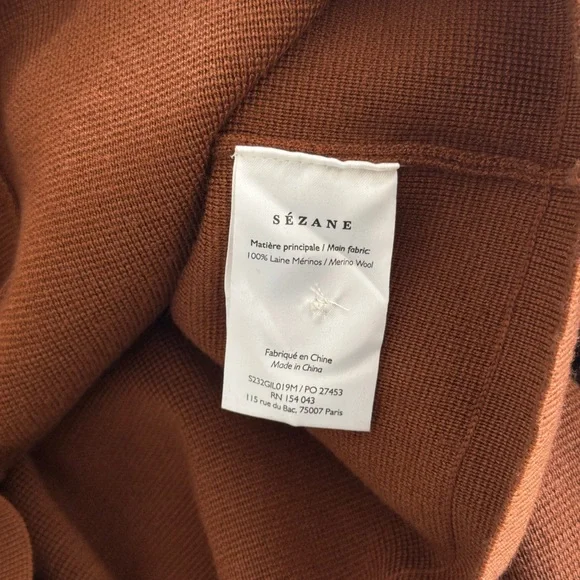 SÉZANE
Matière principale / Main fabric:
100% Laine Mérinos / Merino Wool
Fabriqué en Chine
Made in China
S232GIL019M / PO 27453
RN 154 043
115 rue du Bac, 75007 Paris